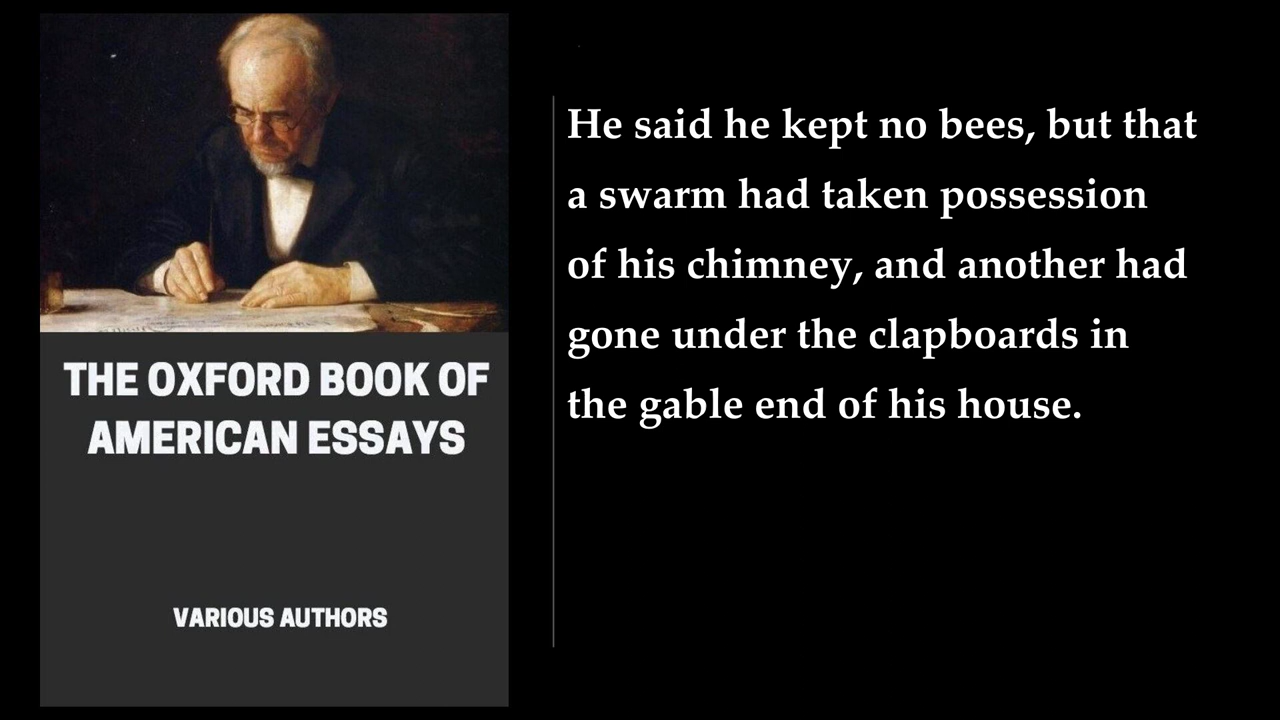 THE OXFORD BOOK OF
AMERICAN ESSAYS
VARIOUS AUTHORS
He said he kept no bees, but that
a swarm had taken possession
of his chimney, and another had
gone under the clapboards in
the gable end of his house.